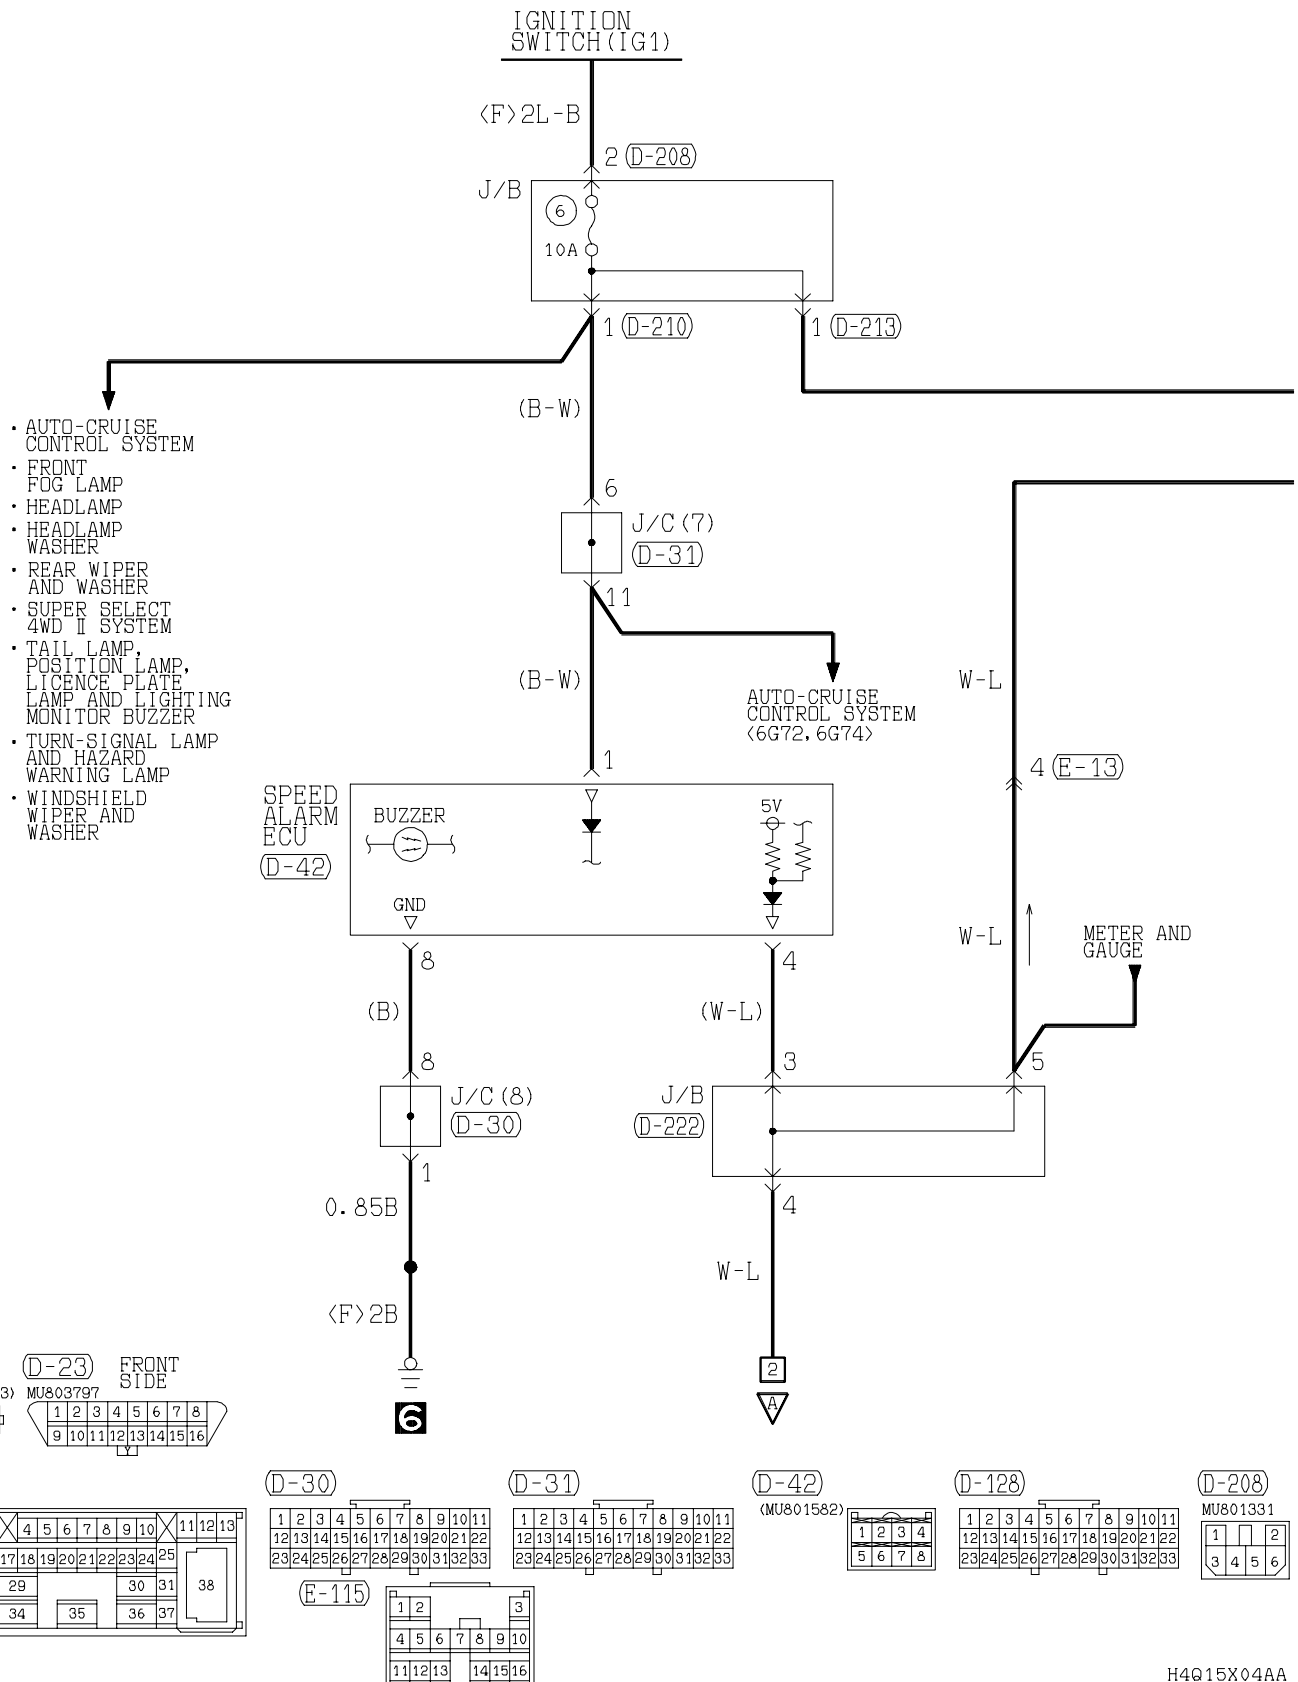 IGNITION
SWITCH(IG1)
<F>2L-B
2 (D-208)
J/B
6
10A
1 (D-210)
1 (D-213)
(B-W)
· AUTO-CRUISE
CONTROL SYSTEM
· FRONT
FOG LAMP
· HEADLAMP
· HEADLAMP
WASHER
· REAR WIPER
AND WASHER
· SUPER SELECT
4WD Ⅱ SYSTEM
· TAIL LAMP,
POSITION LAMP,
LICENCE PLATE
LAMP AND LIGHTING
MONITOR BUZZER
· TURN-SIGNAL LAMP
AND HAZARD
WARNING LAMP
· WINDSHIELD
WIPER AND
WASHER
6
J/C(7)
(D-31)
11
(B-W)
AUTO-CRUISE
CONTROL SYSTEM
<6G72,6G74>
W-L
4 (E-13)
1
SPEED
ALARM
ECU
(D-42)
BUZZER
5V
GND
W-L
METER AND
GAUGE
8
4
(B)
(W-L)
8
3
5
J/C(8)
(D-30)
J/B
(D-222)
1
4
0.85B
W-L
<F>2B
2
A
6
(D-23) FRONT
SIDE
3) MU803797
1 2 3 4 5 6 7 8
9 10 11 12 13 14 15 16
4 5 6 7 8 9 10 11 12 13
17 18 19 20 21 22 23 24 25
29 30 31 38
34 35 36 37
(D-30)
1 2 3 4 5 6 7 8 9 10 11
12 13 14 15 16 17 18 19 20 21 22
23 24 25 26 27 28 29 30 31 32 33
(D-31)
1 2 3 4 5 6 7 8 9 10 11
12 13 14 15 16 17 18 19 20 21 22
23 24 25 26 27 28 29 30 31 32 33
(D-42)
(MU801582)
1 2 3 4
5 6 7 8
(D-128)
1 2 3 4 5 6 7 8 9 10 11
12 13 14 15 16 17 18 19 20 21 22
23 24 25 26 27 28 29 30 31 32 33
(D-208)
MU801331
1 2
3 4 5 6
(E-115)
1 2 3
4 5 6 7 8 9 10
11 12 13 14 15 16
H4Q15X04AA